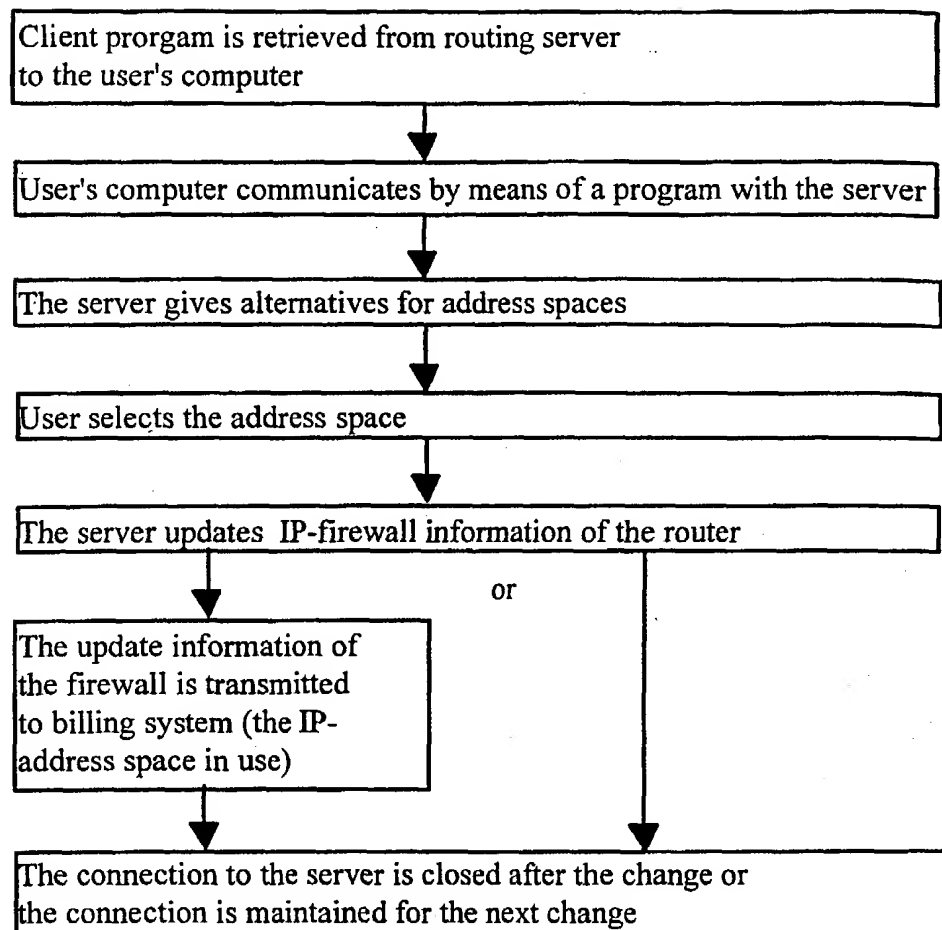 Client prorgam is retrieved from routing server
to the user's computer
User's computer communicates by means of a program with the server
The server gives alternatives for address spaces
User selects the address space
The server updates IP-firewall information of the router
or
The update information of
the firewall is transmitted
to billing system (the IP-
address space in use)
The connection to the server is closed after the change or
the connection is maintained for the next change